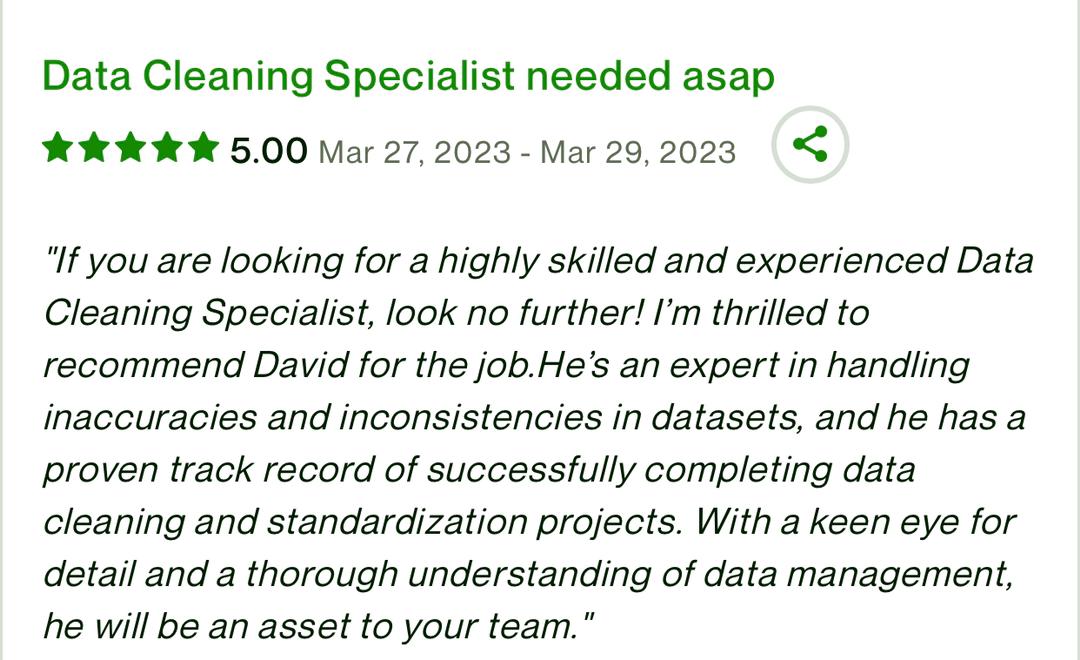 Data Cleaning Specialist needed asap
5.00 Mar 27, 2023 - Mar 29, 2023
"If you are looking for a highly skilled and experienced Data
Cleaning Specialist, look no further! I’m thrilled to
recommend David for the job.He’s an expert in handling
inaccuracies and inconsistencies in datasets, and he has a
proven track record of successfully completing data
cleaning and standardization projects. With a keen eye for
detail and a thorough understanding of data management,
he will be an asset to your team."